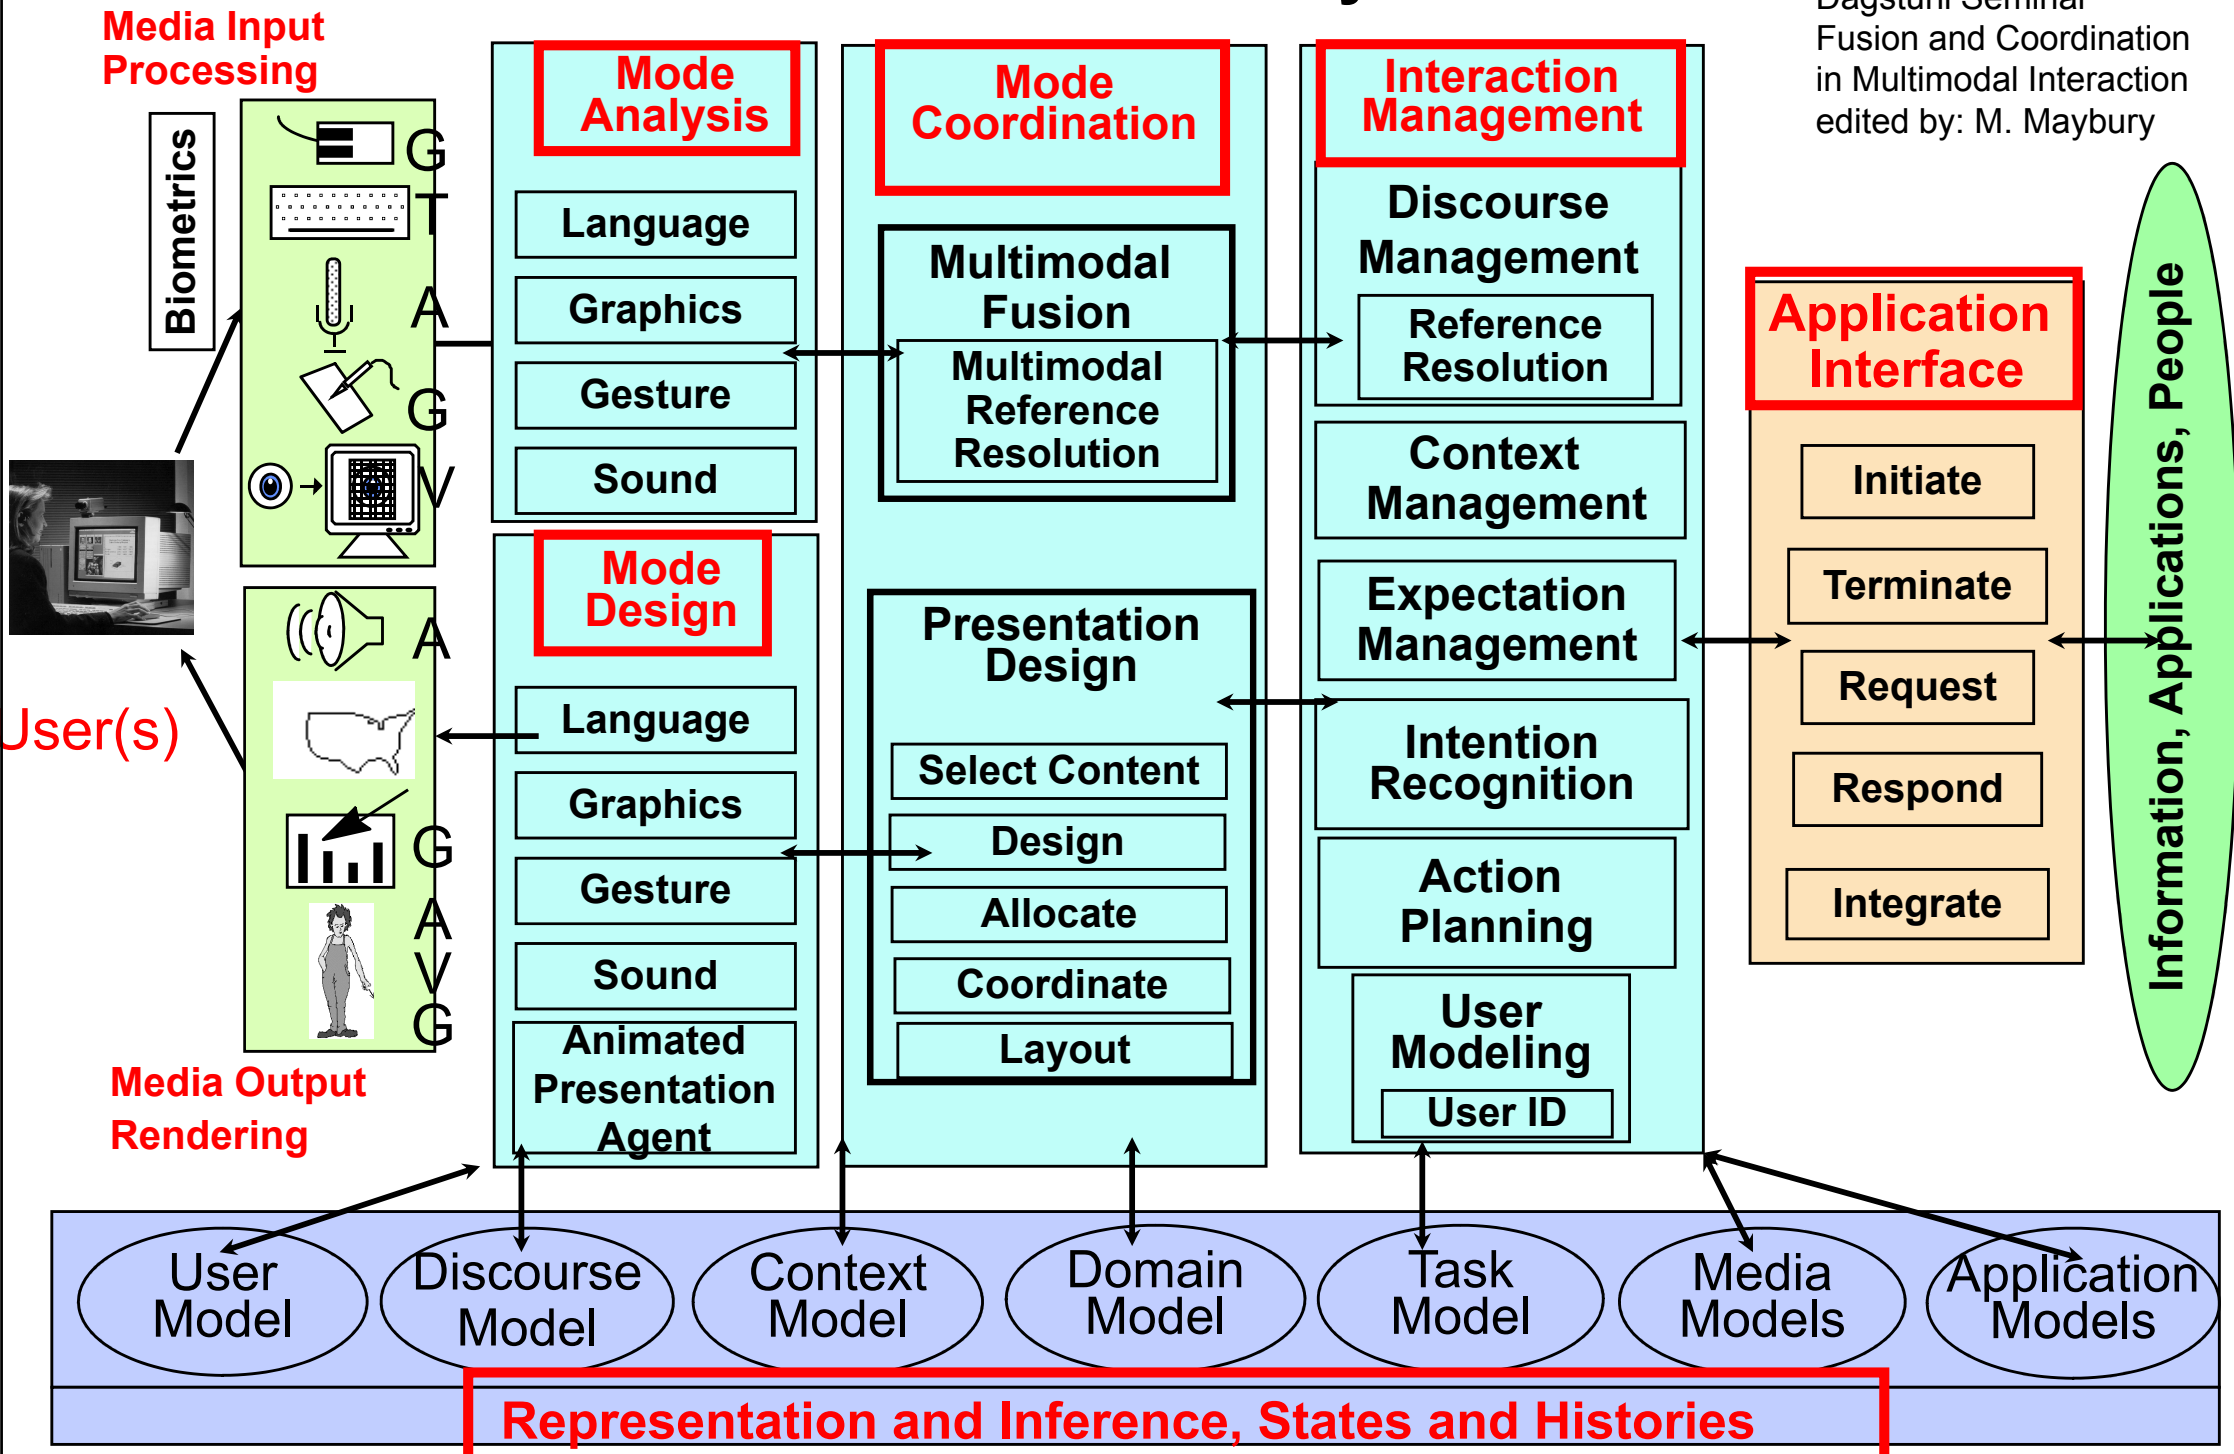 Media Input
Processing
Dagstuhl Seminar
Fusion and Coordination
in Multimodal Interaction
edited by: M. Maybury
Biometrics
G
T
A
G
V
Mode
Analysis
Language
Graphics
Gesture
Sound
Mode
Coordination
Multimodal
Fusion
Multimodal
Reference
Resolution
Interaction
Management
Discourse
Management
Reference
Resolution
Context
Management
Expectation
Management
Intention
Recognition
Action
Planning
User
Modeling
User ID
Application
Interface
Initiate
Terminate
Request
Respond
Integrate
Information, Applications, People
User(s)
A
G
A
V
G
Media Output
Rendering
Mode
Design
Language
Graphics
Gesture
Sound
Animated
Presentation
Agent
Presentation
Design
Select Content
Design
Allocate
Coordinate
Layout
User
Model
Discourse
Model
Context
Model
Domain
Model
Task
Model
Media
Models
Application
Models
Representation and Inference, States and Histories